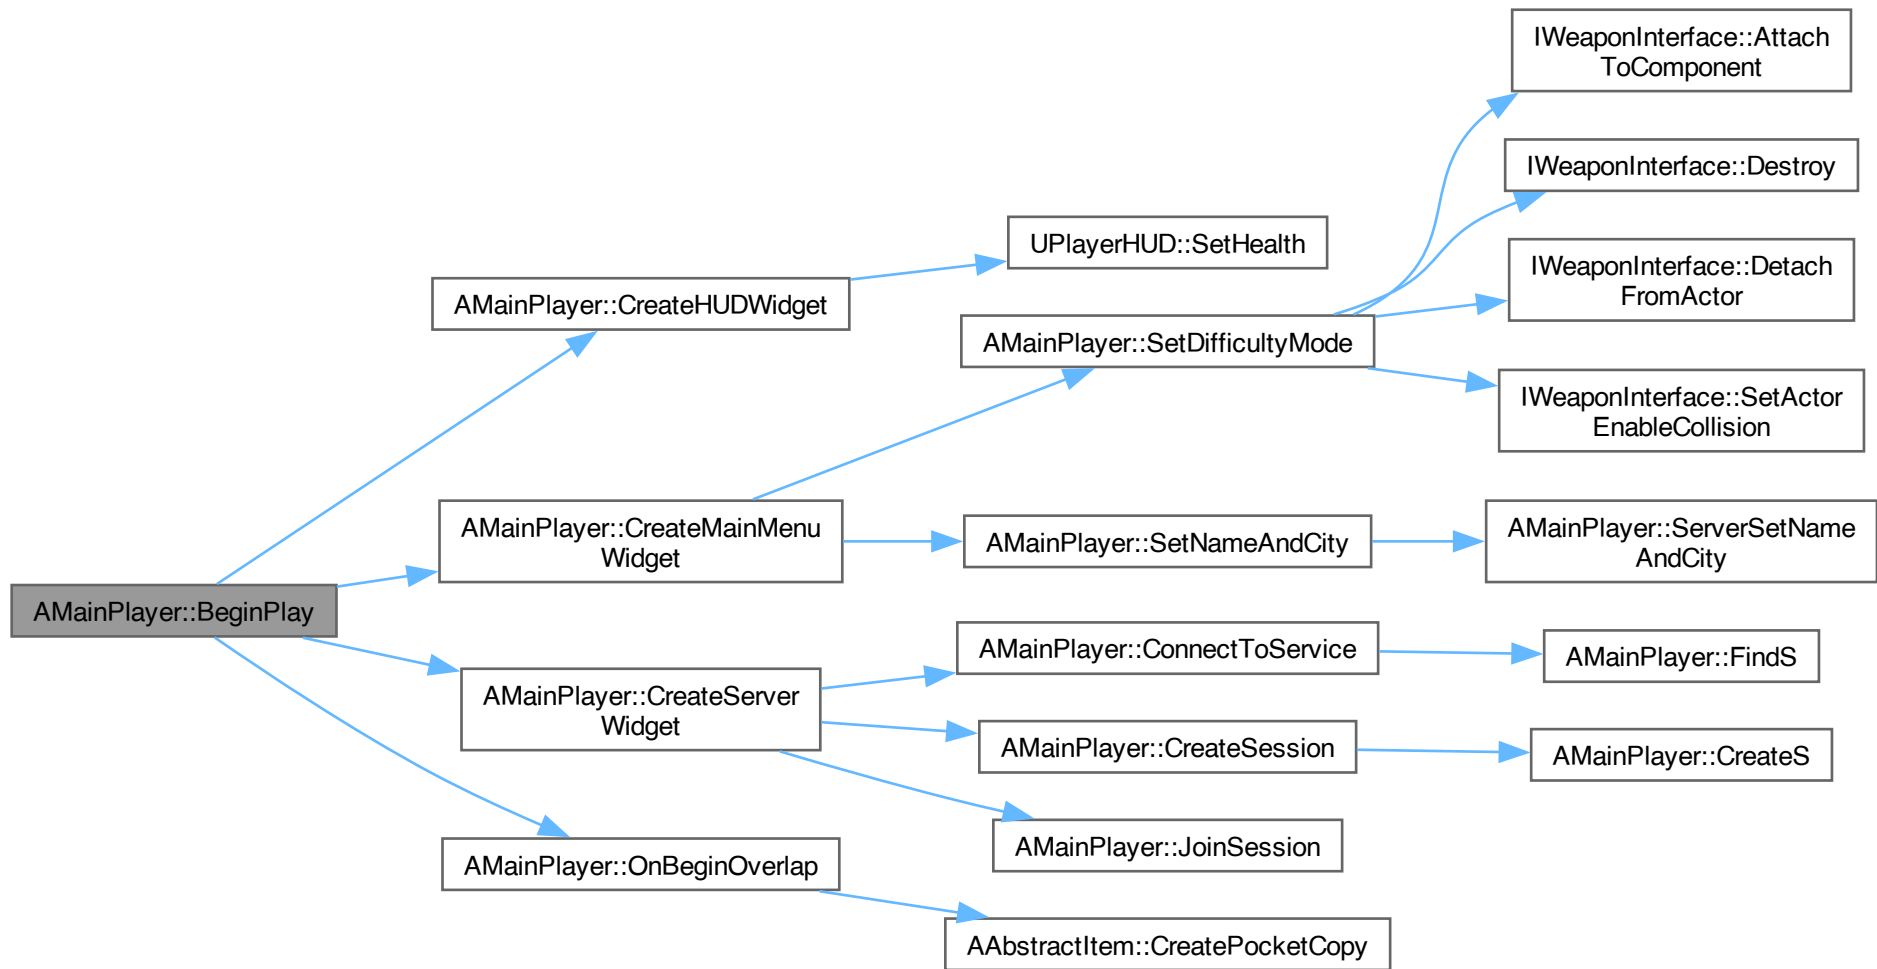 IWeaponInterface::Attach
ToComponent
IWeaponInterface::Destroy
UPlayerHUD::SetHealth
IWeaponInterface::Detach
FromActor
AMainPlayer::CreateHUDWidget
AMainPlayer::SetDifficultyMode
IWeaponInterface::SetActor
EnableCollision
AMainPlayer::CreateMainMenu
Widget
AMainPlayer::SetNameAndCity
AMainPlayer::ServerSetName
AndCity
AMainPlayer::BeginPlay
AMainPlayer::ConnectToService
AMainPlayer::FindS
AMainPlayer::CreateServer
Widget
AMainPlayer::CreateSession
AMainPlayer::CreateS
AMainPlayer::JoinSession
AMainPlayer::OnBeginOverlap
AAbstractItem::CreatePocketCopy